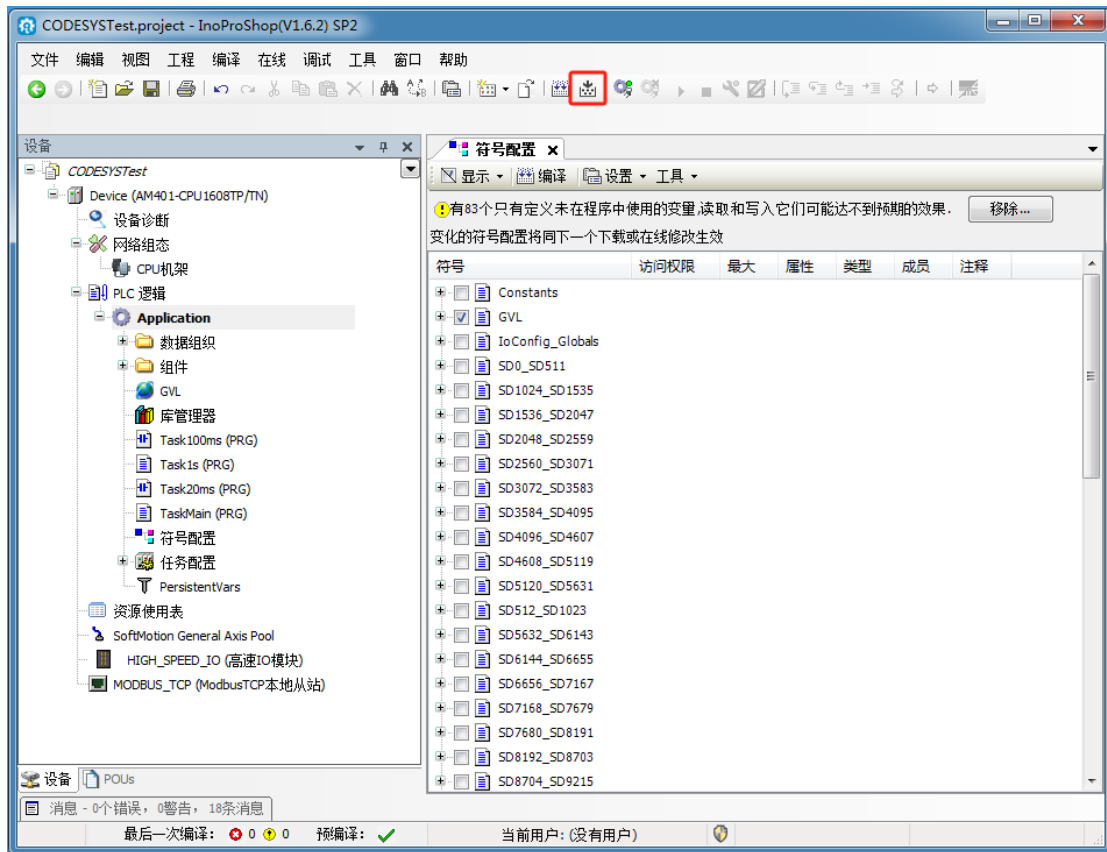 CODESYSTest.project - InoProShop(V1.6.2) SP2
文件 编辑 视图 工程 编译 在线 调试 工具 窗口 帮助
设备
CODESYSTest
Device (AM401-CPU1608TP/TN)
设备诊断
网络组态
CPU机架
PLC 逻辑
Application
数据组织
组件
GVL
库管理器
Task100ms (PRG)
Task1s (PRG)
Task20ms (PRG)
TaskMain (PRG)
符号配置
任务配置
PersistentVars
资源使用表
SoftMotion General Axis Pool
HIGH_SPEED_IO (高速IO模块)
MODBUS_TCP (ModbusTCP本地从站)
设备 POUs
符号配置
显示 编译 设置 工具
有83个只有定义未在程序中使用的变量,读取和写入它们可能达不到预期的效果. 移除...
变化的符号配置将同下一个下载或在线修改生效
符号 访问权限 最大 属性 类型 成员 注释
Constants
GVL
IoConfig_Globals
SD0_SD511
SD1024_SD1535
SD1536_SD2047
SD2048_SD2559
SD2560_SD3071
SD3072_SD3583
SD3584_SD4095
SD4096_SD4607
SD4608_SD5119
SD5120_SD5631
SD512_SD1023
SD5632_SD6143
SD6144_SD6655
SD6656_SD7167
SD7168_SD7679
SD7680_SD8191
SD8192_SD8703
SD8704_SD9215
消息 - 0个错误, 0警告, 18条消息
最后一次编译: 0 0 预编译: 当前用户: (没有用户)